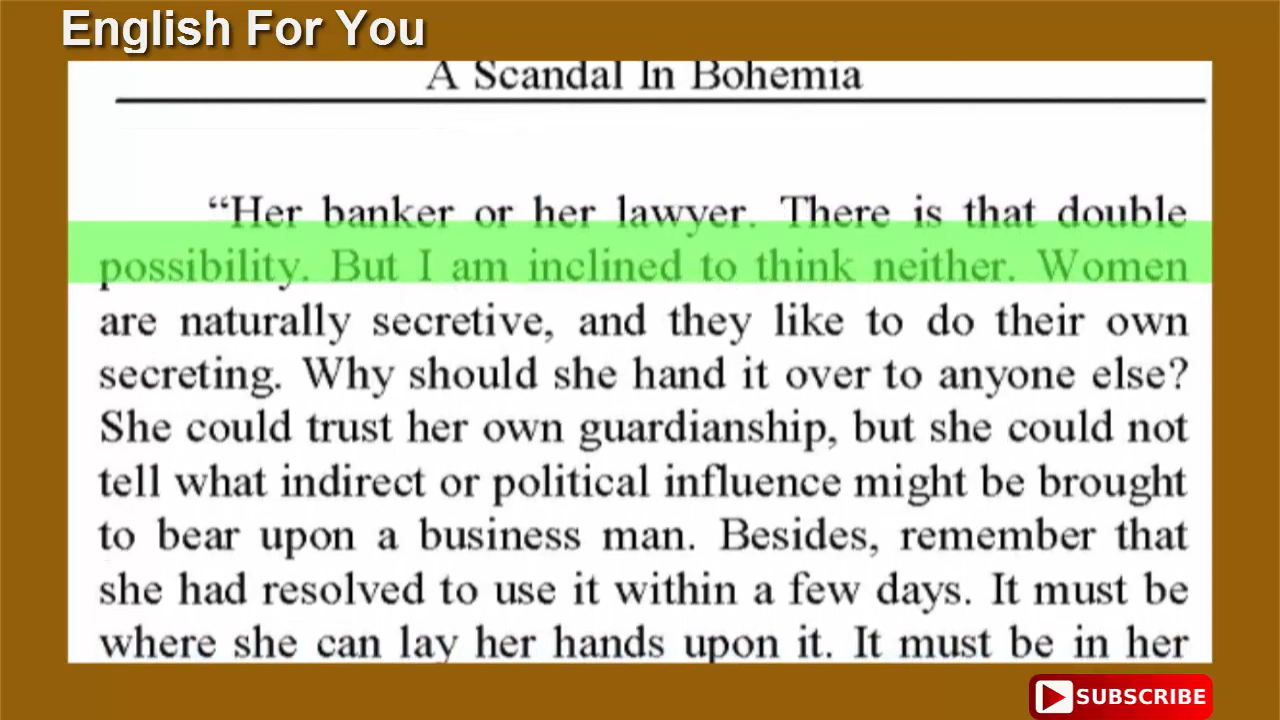 English For You
A Scandal In Bohemia
“Her banker or her lawyer. There is that double
possibility. But I am inclined to think neither. Women
are naturally secretive, and they like to do their own
secreting. Why should she hand it over to anyone else?
She could trust her own guardianship, but she could not
tell what indirect or political influence might be brought
to bear upon a business man. Besides, remember that
she had resolved to use it within a few days. It must be
where she can lay her hands upon it. It must be in her
SUBSCRIBE